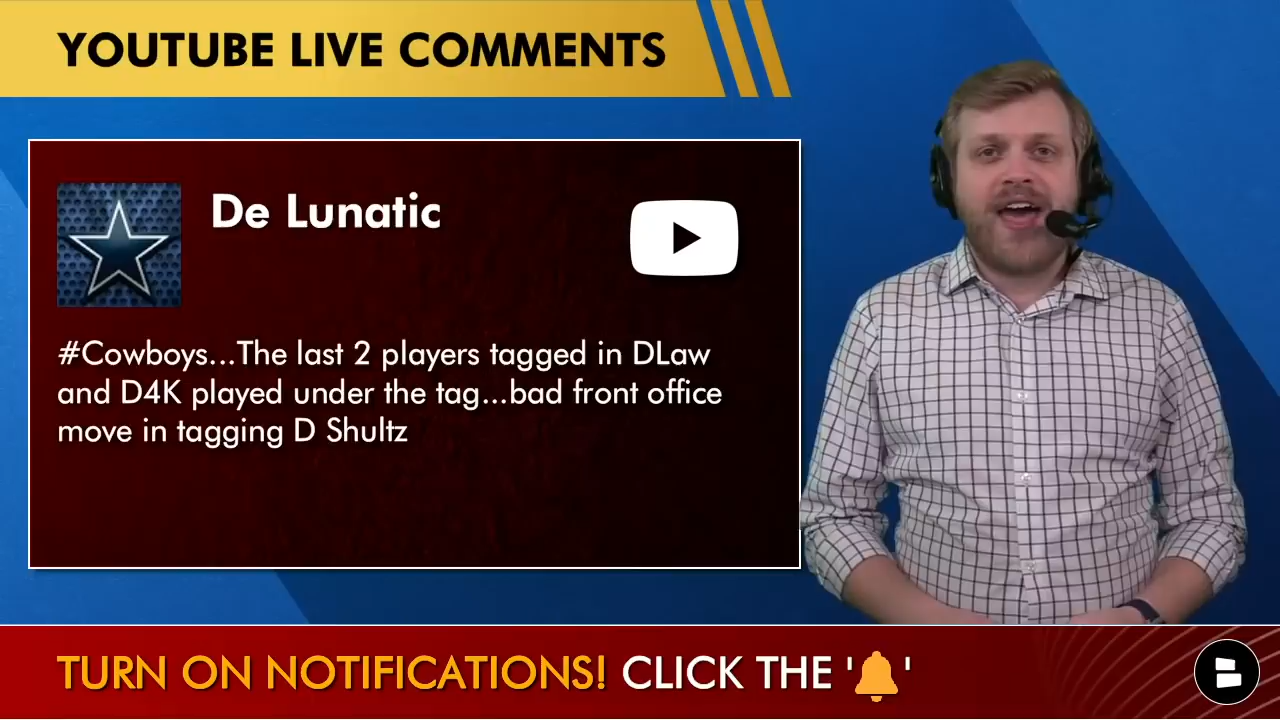 YOUTUBE LIVE COMMENTS
De Lunatic
#Cowboys...The last 2 players tagged in DLaw
and D4K played under the tag...bad front office
move in tagging D Shultz
TURN ON NOTIFICATIONS! CLICK THE '🔔'